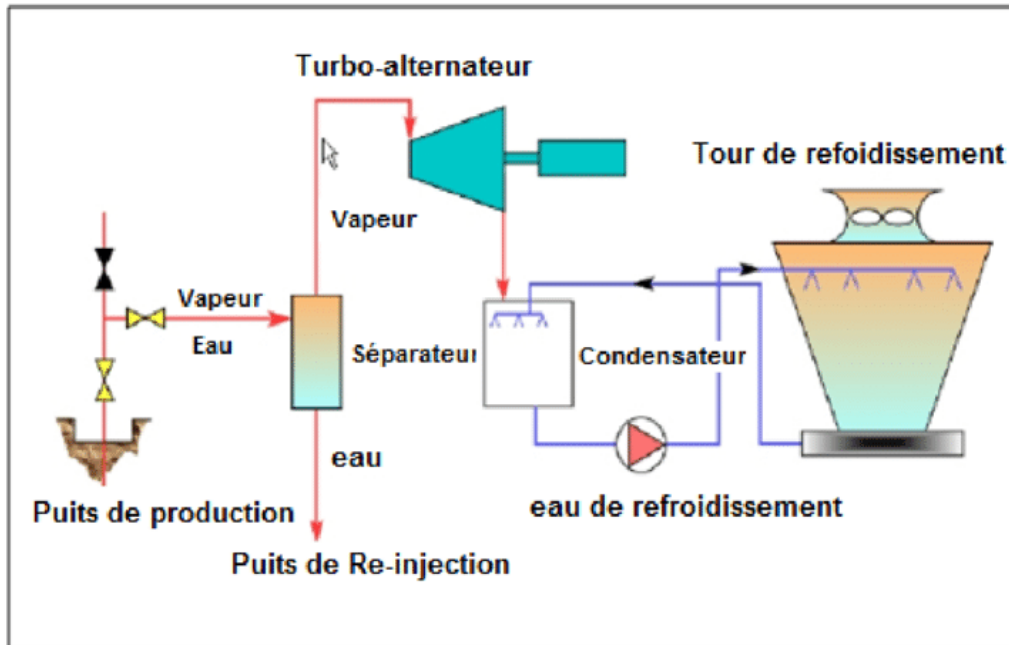 Turbo-alternateur
Tour de refoidissement
Vapeur
Vapeur
Eau
Séparateur
Condensateur
eau
Puits de production
eau de refroidissement
Puits de Re-injection